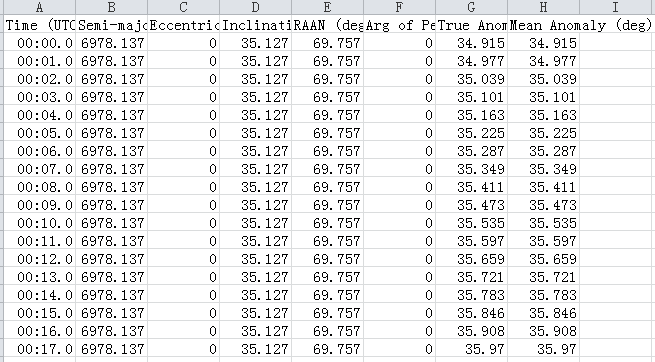 A B C D E F G H I
Time (UTC Semi-majo Eccentric Inclinati RAAN (deg Arg of Pe True Anom Mean Anomaly (deg)
00:00.0 6978.137 0 35.127 69.757 0 34.915 34.915
00:01.0 6978.137 0 35.127 69.757 0 34.977 34.977
00:02.0 6978.137 0 35.127 69.757 0 35.039 35.039
00:03.0 6978.137 0 35.127 69.757 0 35.101 35.101
00:04.0 6978.137 0 35.127 69.757 0 35.163 35.163
00:05.0 6978.137 0 35.127 69.757 0 35.225 35.225
00:06.0 6978.137 0 35.127 69.757 0 35.287 35.287
00:07.0 6978.137 0 35.127 69.757 0 35.349 35.349
00:08.0 6978.137 0 35.127 69.757 0 35.411 35.411
00:09.0 6978.137 0 35.127 69.757 0 35.473 35.473
00:10.0 6978.137 0 35.127 69.757 0 35.535 35.535
00:11.0 6978.137 0 35.127 69.757 0 35.597 35.597
00:12.0 6978.137 0 35.127 69.757 0 35.659 35.659
00:13.0 6978.137 0 35.127 69.757 0 35.721 35.721
00:14.0 6978.137 0 35.127 69.757 0 35.783 35.783
00:15.0 6978.137 0 35.127 69.757 0 35.846 35.846
00:16.0 6978.137 0 35.127 69.757 0 35.908 35.908
00:17.0 6978.137 0 35.127 69.757 0 35.97 35.97